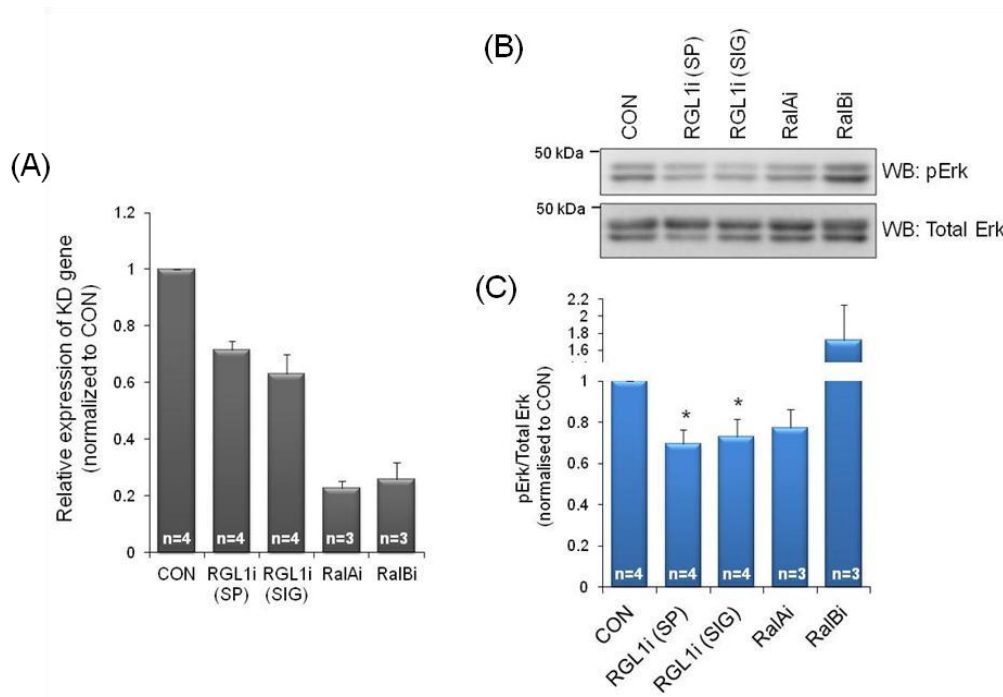 (A)
Relative expression of KD gene
(normalized to CON)
1.2
1
0.8
0.6
0.4
0.2
0
n=4
n=4
n=4
n=3
n=3
CON
RGL1i
(SP)
RGL1i
(SIG)
RalAi
RalBi
(B)
CON
RGL1i (SP)
RGL1i (SIG)
RalAi
RalBi
50 kDa
WB: pErk
50 kDa
WB: Total Erk
(C)
pErk/Total Erk
(normalised to CON)
2.2
2
1.8
1.6
1
0.8
0.6
0.4
0.2
0
*
*
n=4
n=4
n=4
n=3
n=3
CON
RGL1i (SP)
RGL1i (SIG)
RalAi
RalBi